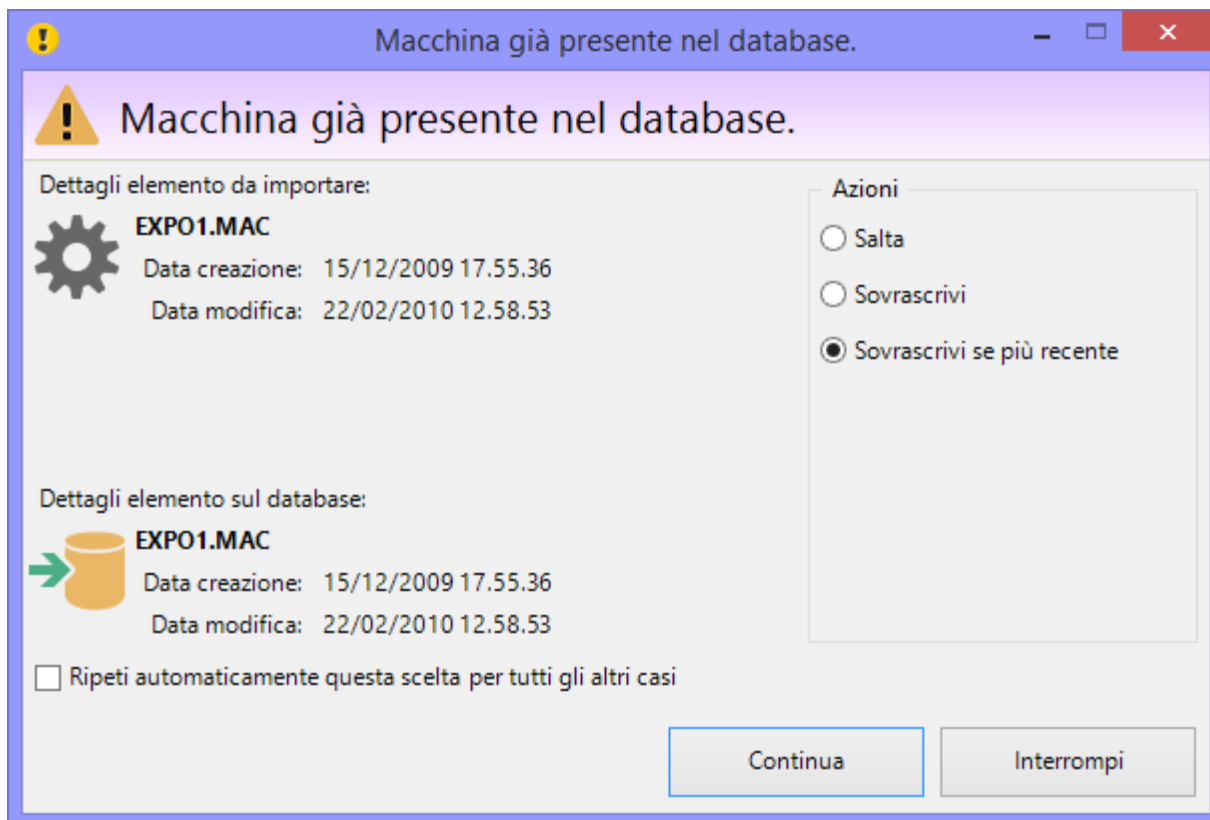 Macchina già presente nel database.
Macchina già presente nel database.
Dettagli elemento da importare:
EXPO1.MAC
Data creazione: 15/12/2009 17.55.36
Data modifica: 22/02/2010 12.58.53
Azioni
Salta
Sovrascrivi
Sovrascrivi se più recente
Dettagli elemento sul database:
EXPO1.MAC
Data creazione: 15/12/2009 17.55.36
Data modifica: 22/02/2010 12.58.53
Ripeti automaticamente questa scelta per tutti gli altri casi
Continua
Interrompi